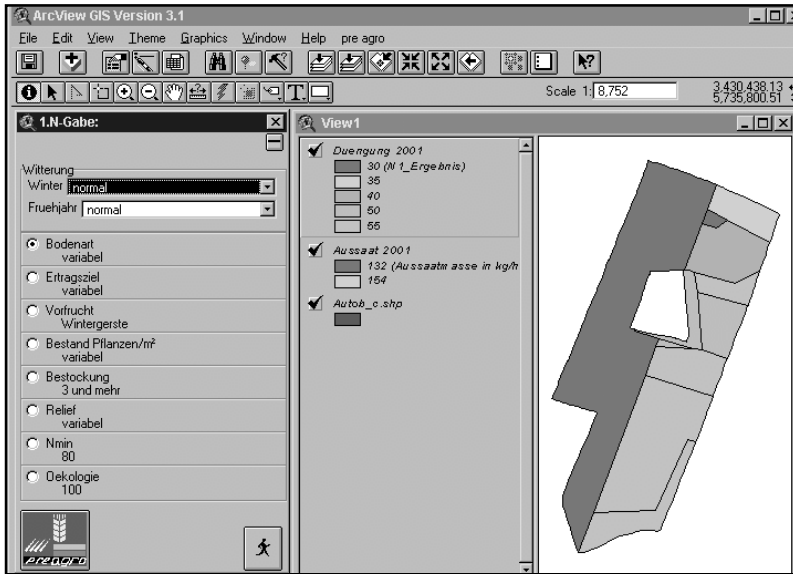 ArcView GIS Version 3.1
File Edit View Theme Graphics Window Help pre agro
Scale 1: 8,752
3,430,438.13
5,735,800.51
1.N-Gabe:
Witterung
Winter normal
Fruehjahr normal
Bodenart
variabel
Ertragsziel
variabel
Vorfrucht
Wintergerste
Bestand Pflanzen/m²
variabel
Bestockung
3 und mehr
Relief
variabel
Nmin
80
Oekologie
100
preagro
View1
Duengung 2001
30 (N1_Ergebnis)
35
40
50
55
Aussaat 2001
132 (Aussaatmasse in kg/h
154
Autob_c.shp